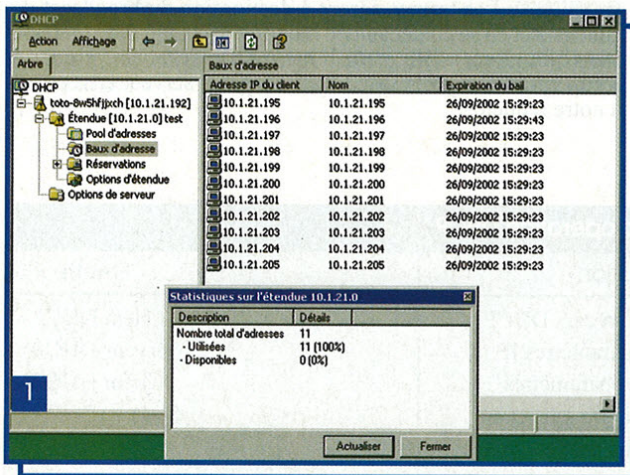 DHCP
Action Affichage
Arbre
DHCP
toto-8w5hfjjxch [10.1.21.192]
Étendue [10.1.21.0] test
Pool d'adresses
Baux d'adresse
Réservations
Options d'étendue
Options de serveur
Baux d'adresse
Adresse IP du client Nom Expiration du bail
10.1.21.195 10.1.21.195 26/09/2002 15:29:23
10.1.21.196 10.1.21.196 26/09/2002 15:29:43
10.1.21.197 10.1.21.197 26/09/2002 15:29:23
10.1.21.198 10.1.21.198 26/09/2002 15:29:23
10.1.21.199 10.1.21.199 26/09/2002 15:29:23
10.1.21.200 10.1.21.200 26/09/2002 15:29:23
10.1.21.201 10.1.21.201 26/09/2002 15:29:23
10.1.21.202 10.1.21.202 26/09/2002 15:29:23
10.1.21.203 10.1.21.203 26/09/2002 15:29:23
10.1.21.204 10.1.21.204 26/09/2002 15:29:23
10.1.21.205 10.1.21.205 26/09/2002 15:29:23
Statistiques sur l'étendue 10.1.21.0
Description Détails
Nombre total d'adresses 11
- Utilisées 11 (100%)
- Disponibles 0 (0%)
Actualiser Fermer
1